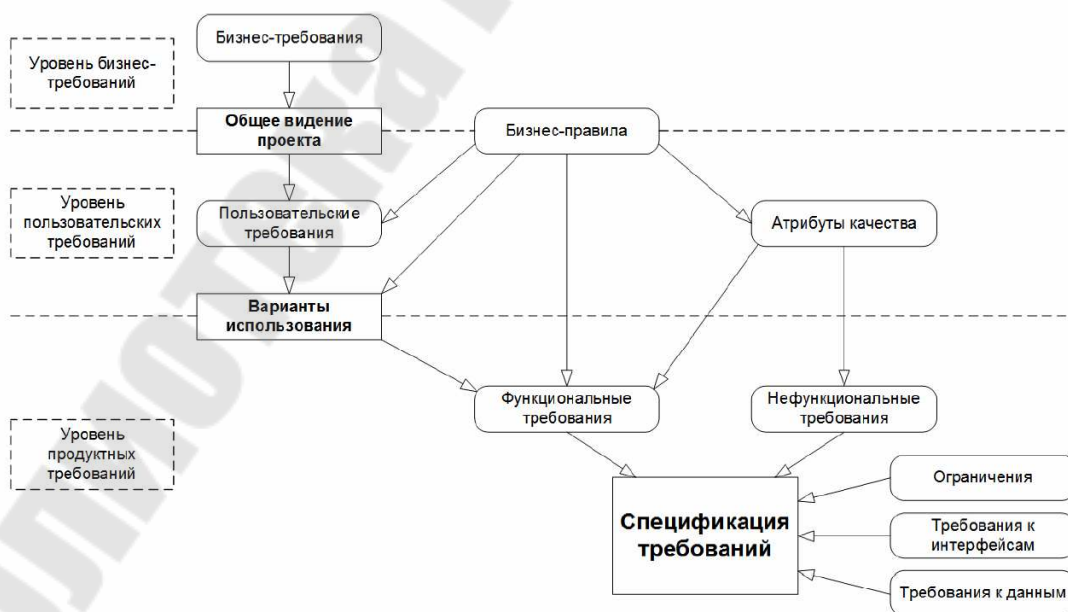 Бизнес-требования
Уровень бизнес-
требований
Общее видение
проекта
Бизнес-правила
Уровень
пользовательских
требований
Пользовательские
требования
Атрибуты качества
Варианты
использования
Функциональные
требования
Нефункциональные
требования
Уровень
продуктных
требований
Ограничения
Спецификация
требований
Требования к
интерфейсам
Требования к данным